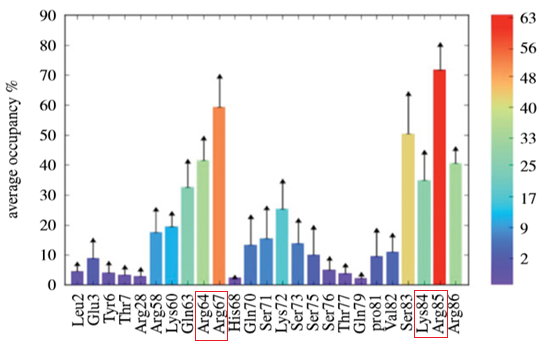 90
80
70
60
50
40
30
20
10
0
average occupancy %
Leu2
Glu3
Tyr6
Thr7
Arg28
Arg58
Lys60
Gln63
Arg64
Arg67
His68
Gln70
Ser71
Lys72
Ser73
Ser75
Ser76
Thr77
Gln79
pro81
Val82
Ser83
Lys84
Arg85
Arg86
63
56
48
40
33
25
17
9
2